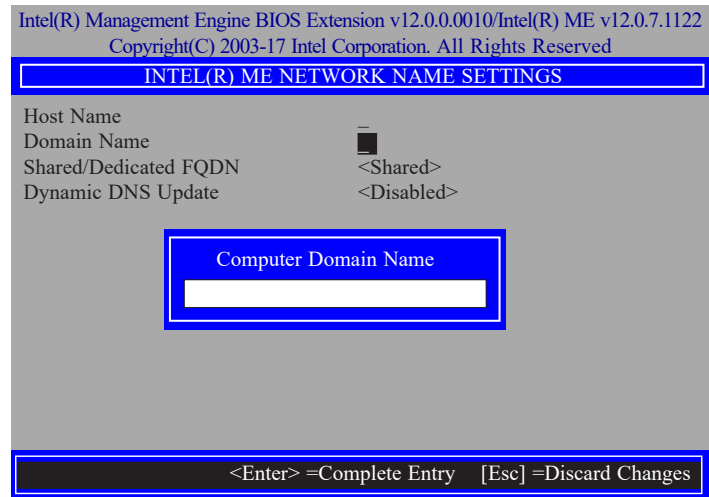 Intel(R) Management Engine BIOS Extension v12.0.0.0010/Intel(R) ME v12.0.7.1122
Copyright(C) 2003-17 Intel Corporation. All Rights Reserved
INTEL(R) ME NETWORK NAME SETTINGS
Host Name _
Domain Name _
Shared/Dedicated FQDN <Shared>
Dynamic DNS Update <Disabled>
Computer Domain Name
<Enter> =Complete Entry [Esc] =Discard Changes